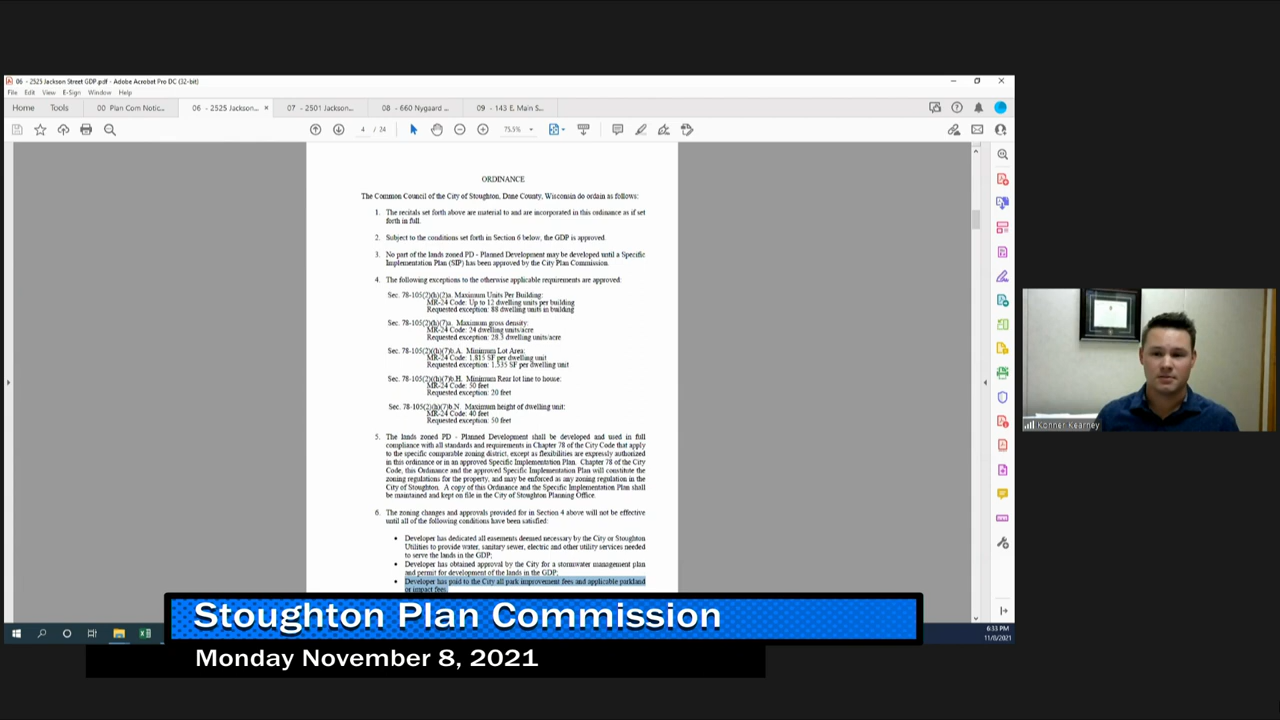 06 - 2525 Jackson Street GDP.pdf - Adobe Acrobat Pro DC (32-bit)
File Edit View E-Sign Window Help
Home Tools 00 Plan Com Notic... 06 - 2525 Jackson... × 07 - 2501 Jackson... 08 - 660 Nygaard ... 09 - 143 E. Main S...
4 / 24 75.5%
ORDINANCE
The Common Council of the City of Stoughton, Dane County, Wisconsin do ordain as follows:
1. The recitals set forth above are material to and are incorporated in this ordinance as if set
forth in full.
2. Subject to the conditions set forth in Section 6 below, the GDP is approved.
3. No part of the lands zoned PD - Planned Development may be developed until a Specific
Implementation Plan (SIP) has been approved by the City Plan Commission.
4. The following exceptions to the otherwise applicable requirements are approved:
Sec. 78-105(2)(h)(2)a. Maximum Units Per Building:
MR-24 Code: Up to 12 dwelling units per building
Requested exception: 88 dwelling units in building
Sec. 78-105(2)(h)(7)a. Maximum gross density:
MR-24 Code: 24 dwelling units/acre
Requested exception: 28.3 dwelling units/acre
Sec. 78-105(2)(h)(7)b.A. Minimum Lot Area:
MR-24 Code: 1,815 SF per dwelling unit
Requested exception: 1,535 SF per dwelling unit
Sec. 78-105(2)(h)(7)b.H. Minimum Rear lot line to house:
MR-24 Code: 50 feet
Requested exception: 20 feet
Sec. 78-105(2)(h)(7)b.N. Maximum height of dwelling unit:
MR-24 Code: 40 feet
Requested exception: 50 feet
5. The lands zoned PD - Planned Development shall be developed and used in full
compliance with all standards and requirements in Chapter 78 of the City Code that apply
to the specific comparable zoning district, except as flexibilities are expressly authorized
in this ordinance or in an approved Specific Implementation Plan. Chapter 78 of the City
Code, this Ordinance and the approved Specific Implementation Plan will constitute the
zoning regulations for the property, and may be enforced as any zoning regulation in the
City of Stoughton. A copy of this Ordinance and the Specific Implementation Plan shall
be maintained and kept on file in the City of Stoughton Planning Office.
6. The zoning changes and approvals provided for in Section 4 above will not be effective
until all of the following conditions have been satisfied:
• Developer has dedicated all easements deemed necessary by the City or Stoughton
Utilities to provide water, sanitary sewer, electric and other utility services needed
to serve the lands in the GDP;
• Developer has obtained approval by the City for a stormwater management plan
and permit for development of the lands in the GDP;
• Developer has paid to the City all park improvement fees and applicable parkland
or impact fees.
Konner Kearney
6:33 PM
11/8/2021
Stoughton Plan Commission
Monday November 8, 2021